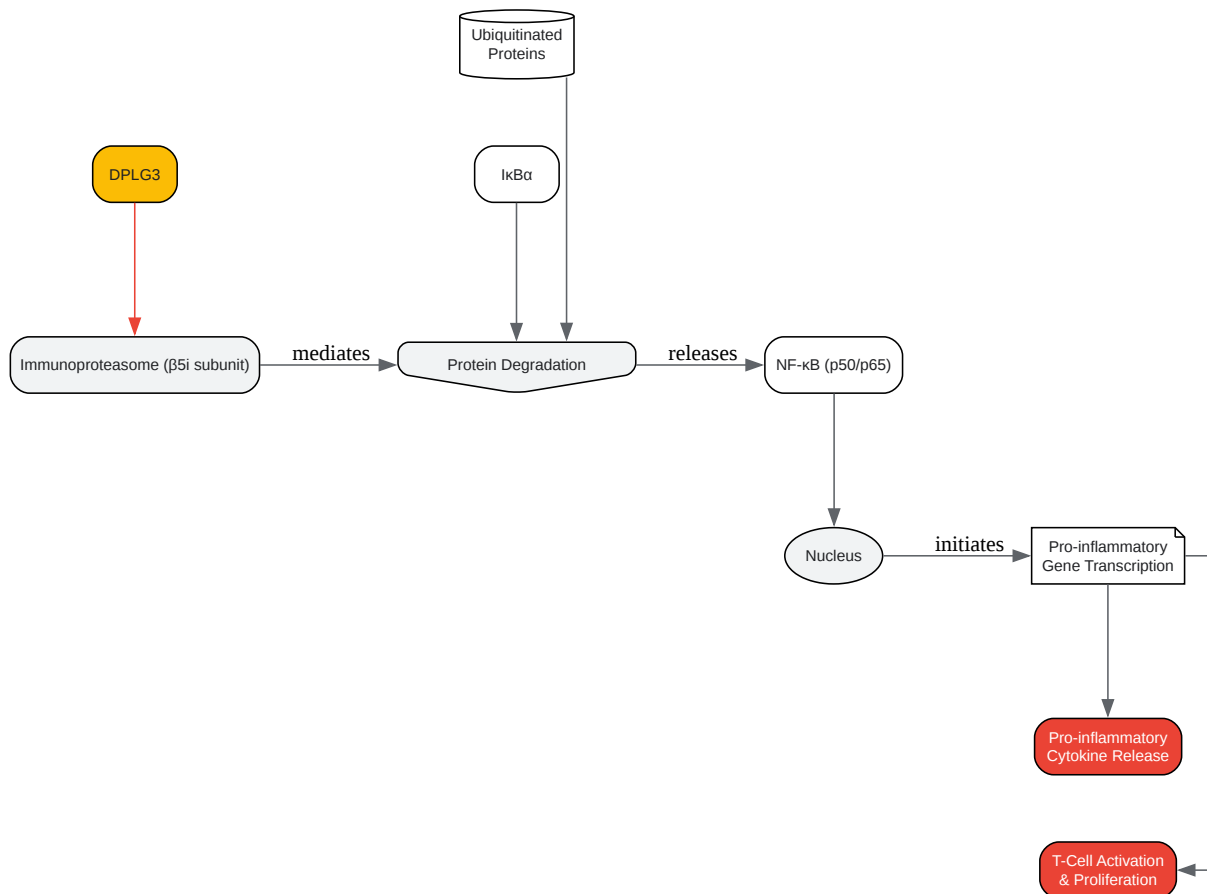 Ubiquitinated
Proteins
DPLG3
IκBα
Immunoproteasome (β5i subunit)
mediates
Protein Degradation
releases
NF-κB (p50/p65)
Nucleus
initiates
Pro-inflammatory
Gene Transcription
Pro-inflammatory
Cytokine Release
T-Cell Activation
& Proliferation